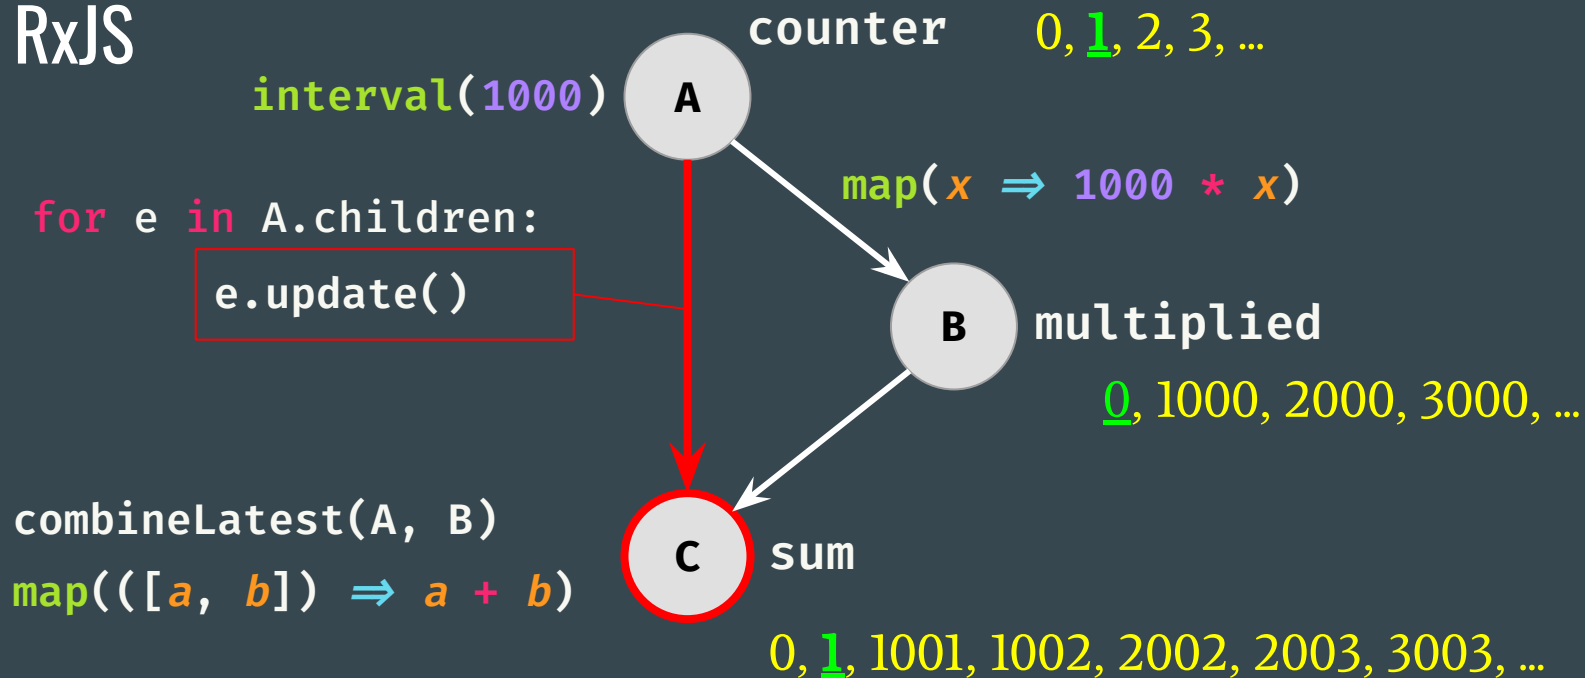 RxJS
counter 0, 1, 2, 3, ...
interval(1000) A
map(x ⇒ 1000 * x)
for e in A.children:
e.update()
B multiplied
0, 1000, 2000, 3000, ...
combineLatest(A, B)
C sum
map(([a, b]) ⇒ a + b)
0, 1, 1001, 1002, 2002, 2003, 3003, ...